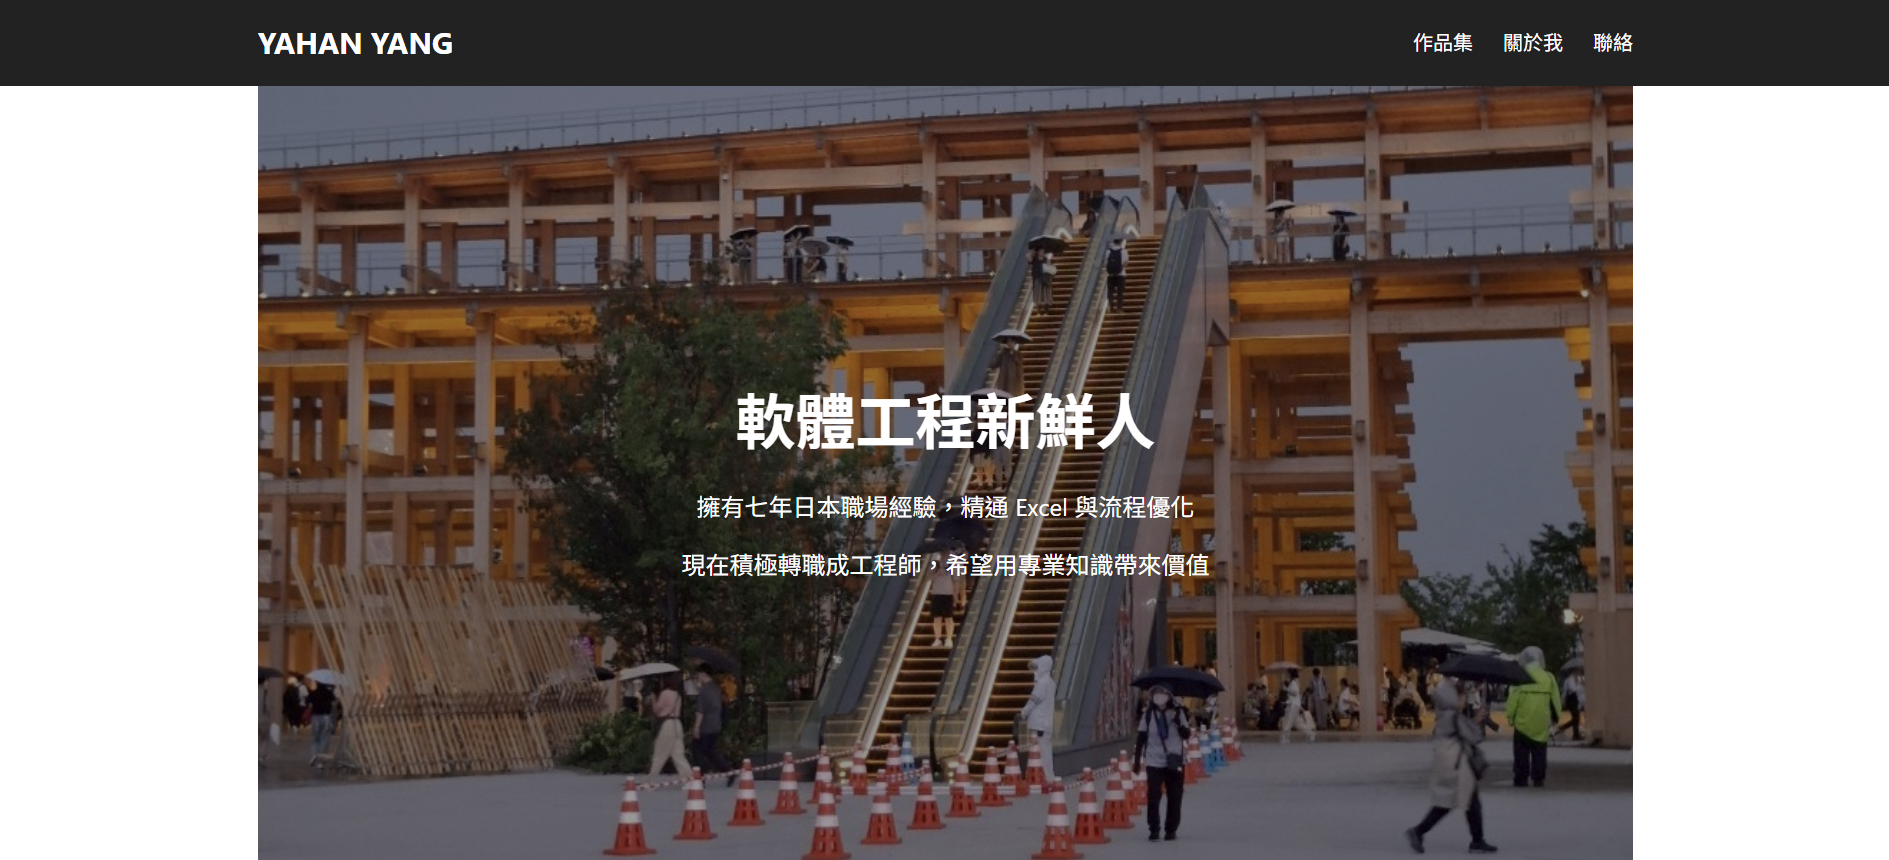 YAHAN YANG
作品集 關於我 聯絡
軟體工程新鮮人
擁有七年日本職場經驗，精通 Excel 與流程優化
現在積極轉職成工程師，希望用專業知識帶來價值